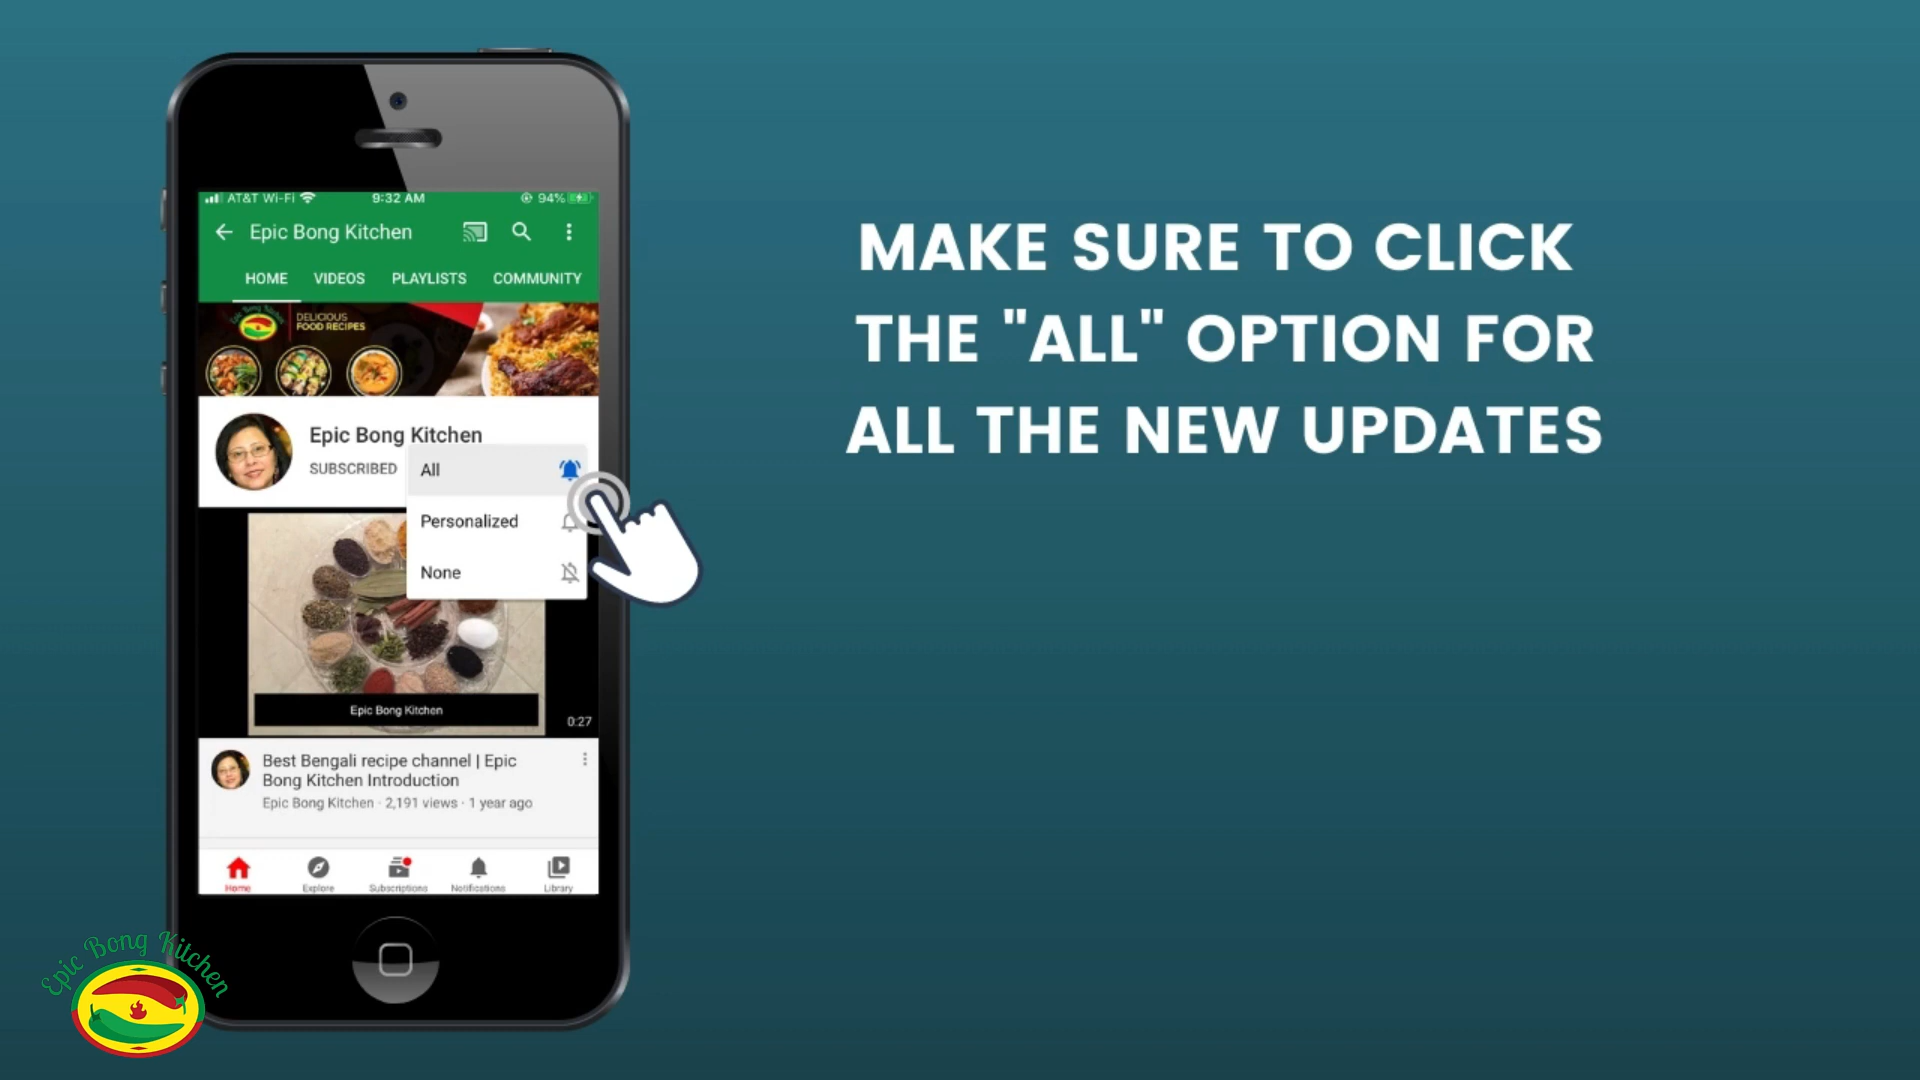 AT&T Wi-Fi 9:32 AM 94%
Epic Bong Kitchen
HOME VIDEOS PLAYLISTS COMMUNITY
Epic Bong Kitchen
DELICIOUS
FOOD RECIPES
Epic Bong Kitchen
SUBSCRIBED
All
Personalized
None
Epic Bong Kitchen
0:27
Best Bengali recipe channel | Epic
Bong Kitchen Introduction
Epic Bong Kitchen · 2,191 views · 1 year ago
Home Explore Subscriptions Notifications Library
Epic Bong Kitchen
MAKE SURE TO CLICK
THE "ALL" OPTION FOR
ALL THE NEW UPDATES